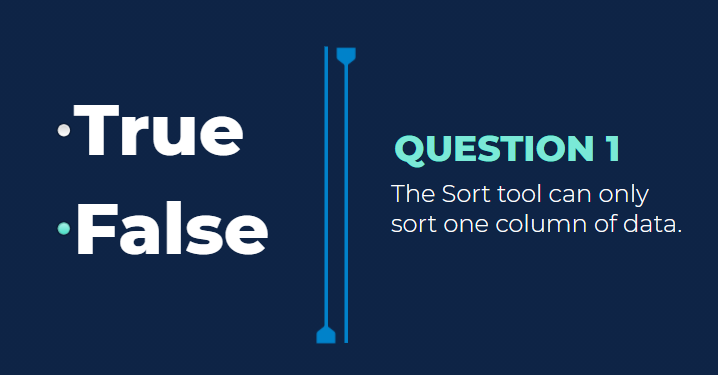 True
False
QUESTION 1
The Sort tool can only
sort one column of data.